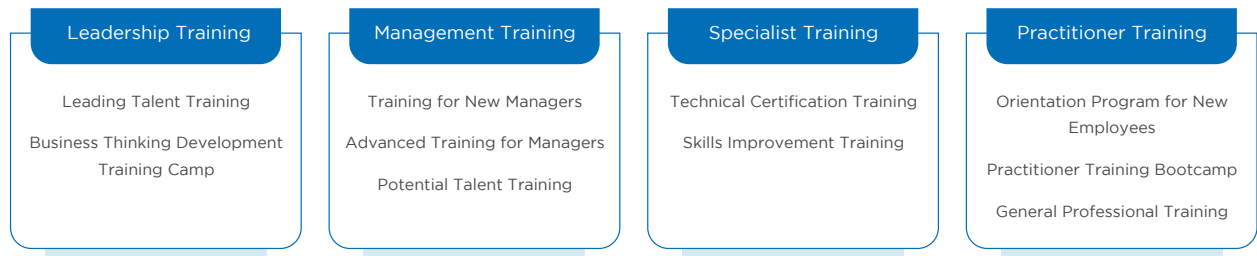 Leadership Training
Leading Talent Training
Business Thinking Development
Training Camp
Management Training
Training for New Managers
Advanced Training for Managers
Potential Talent Training
Specialist Training
Technical Certification Training
Skills Improvement Training
Practitioner Training
Orientation Program for New
Employees
Practitioner Training Bootcamp
General Professional Training